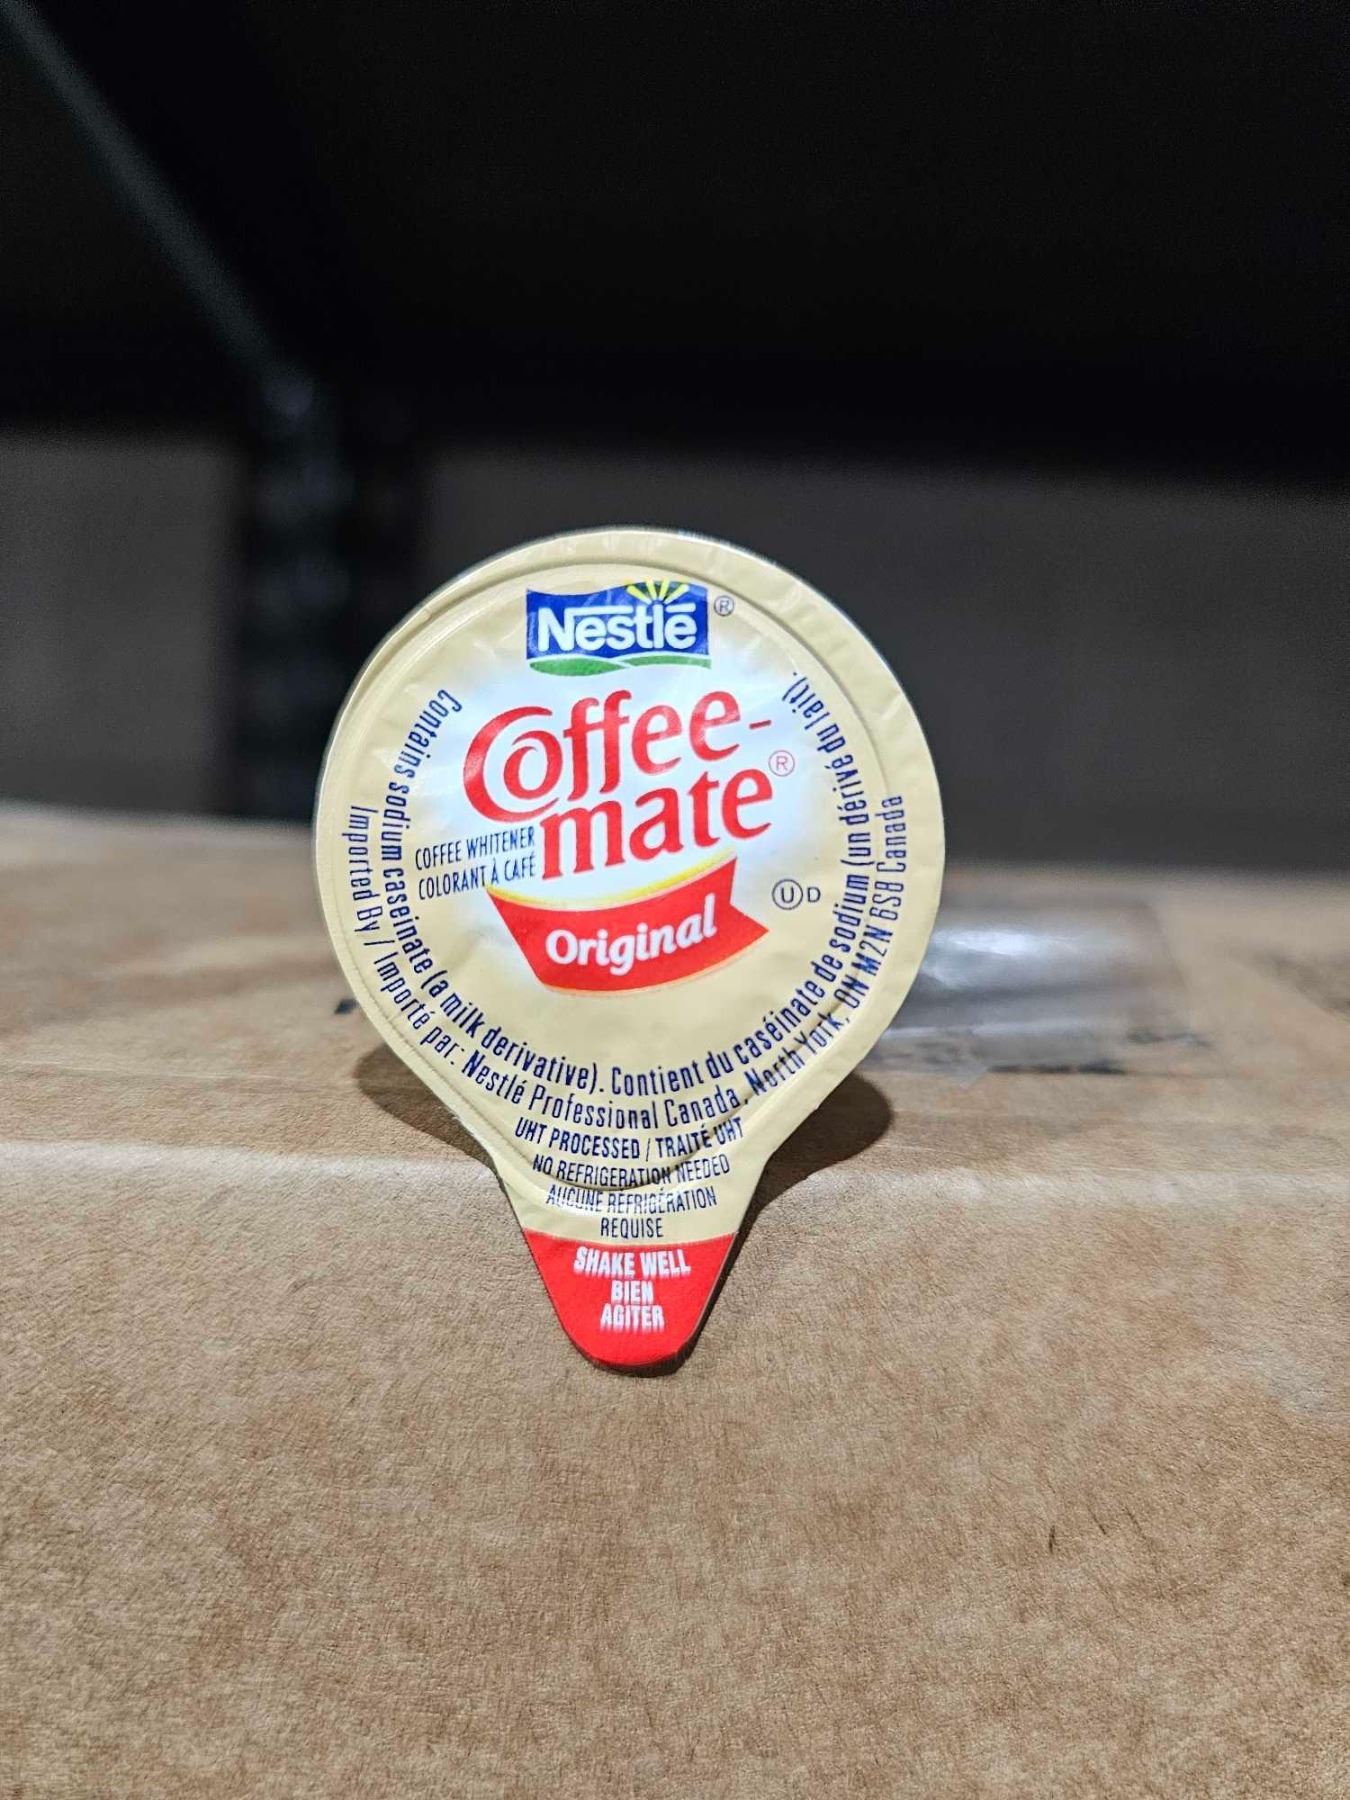 Nestlé®
Coffee-
mate®
COFFEE WHITENER
COLORANT À CAFÉ
Original
UD
Contains sodium caseinate (a milk derivative). Contient du caséinate de sodium (un dérivé du lait).
Imported By / Importé par: Nestlé Professional Canada, North York, ON M2N 6S8 Canada
UHT PROCESSED / TRAITÉ UHT
NO REFRIGERATION NEEDED
AUCUNE RÉFRIGÉRATION
REQUISE
SHAKE WELL
BIEN
AGITER